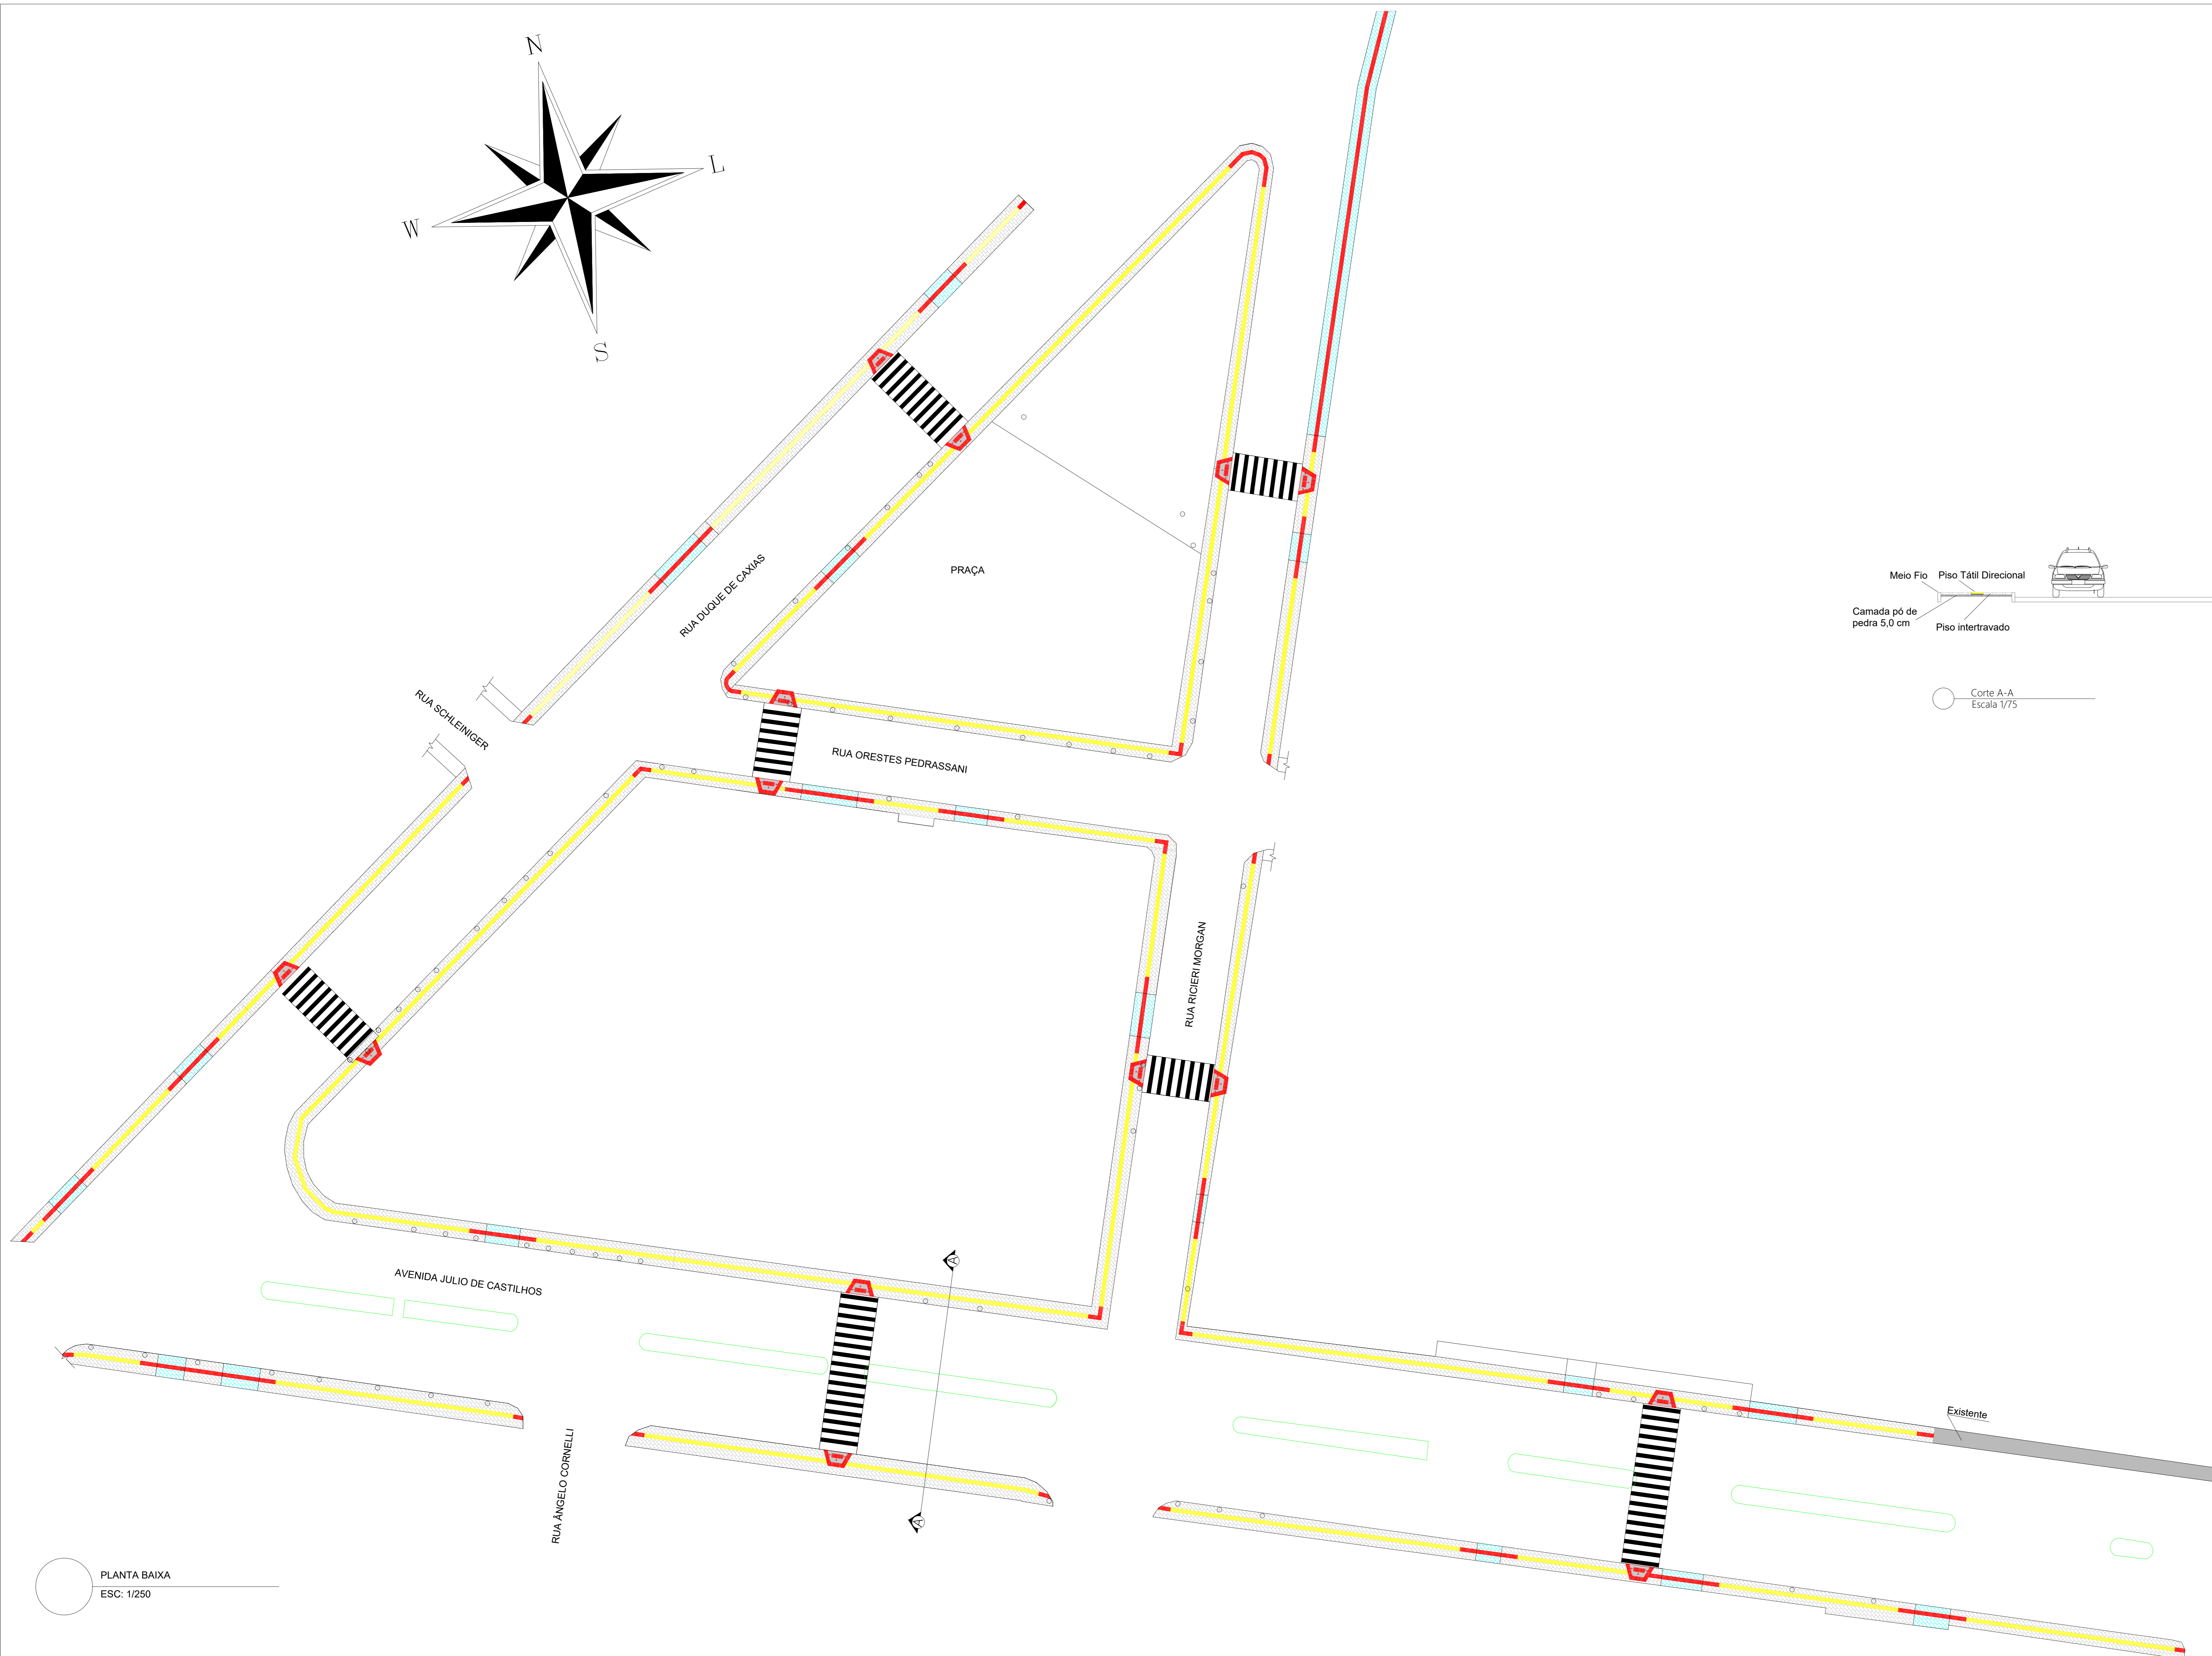 N
L
W
S
RUA DUQUE DE CAXIAS
PRAÇA
Meio Fio
Piso Tátil Direcional
Camada pó de
pedra 5,0 cm
Piso intertravado
Corte A-A
Escala 1/75
RUA SCHLEINIGER
RUA ORESTES PEDRASSANI
RUA RICIERI MORGAN
A
AVENIDA JULIO DE CASTILHOS
Existente
RUA ÂNGELO CORNELLI
A
PLANTA BAIXA
ESC: 1/250